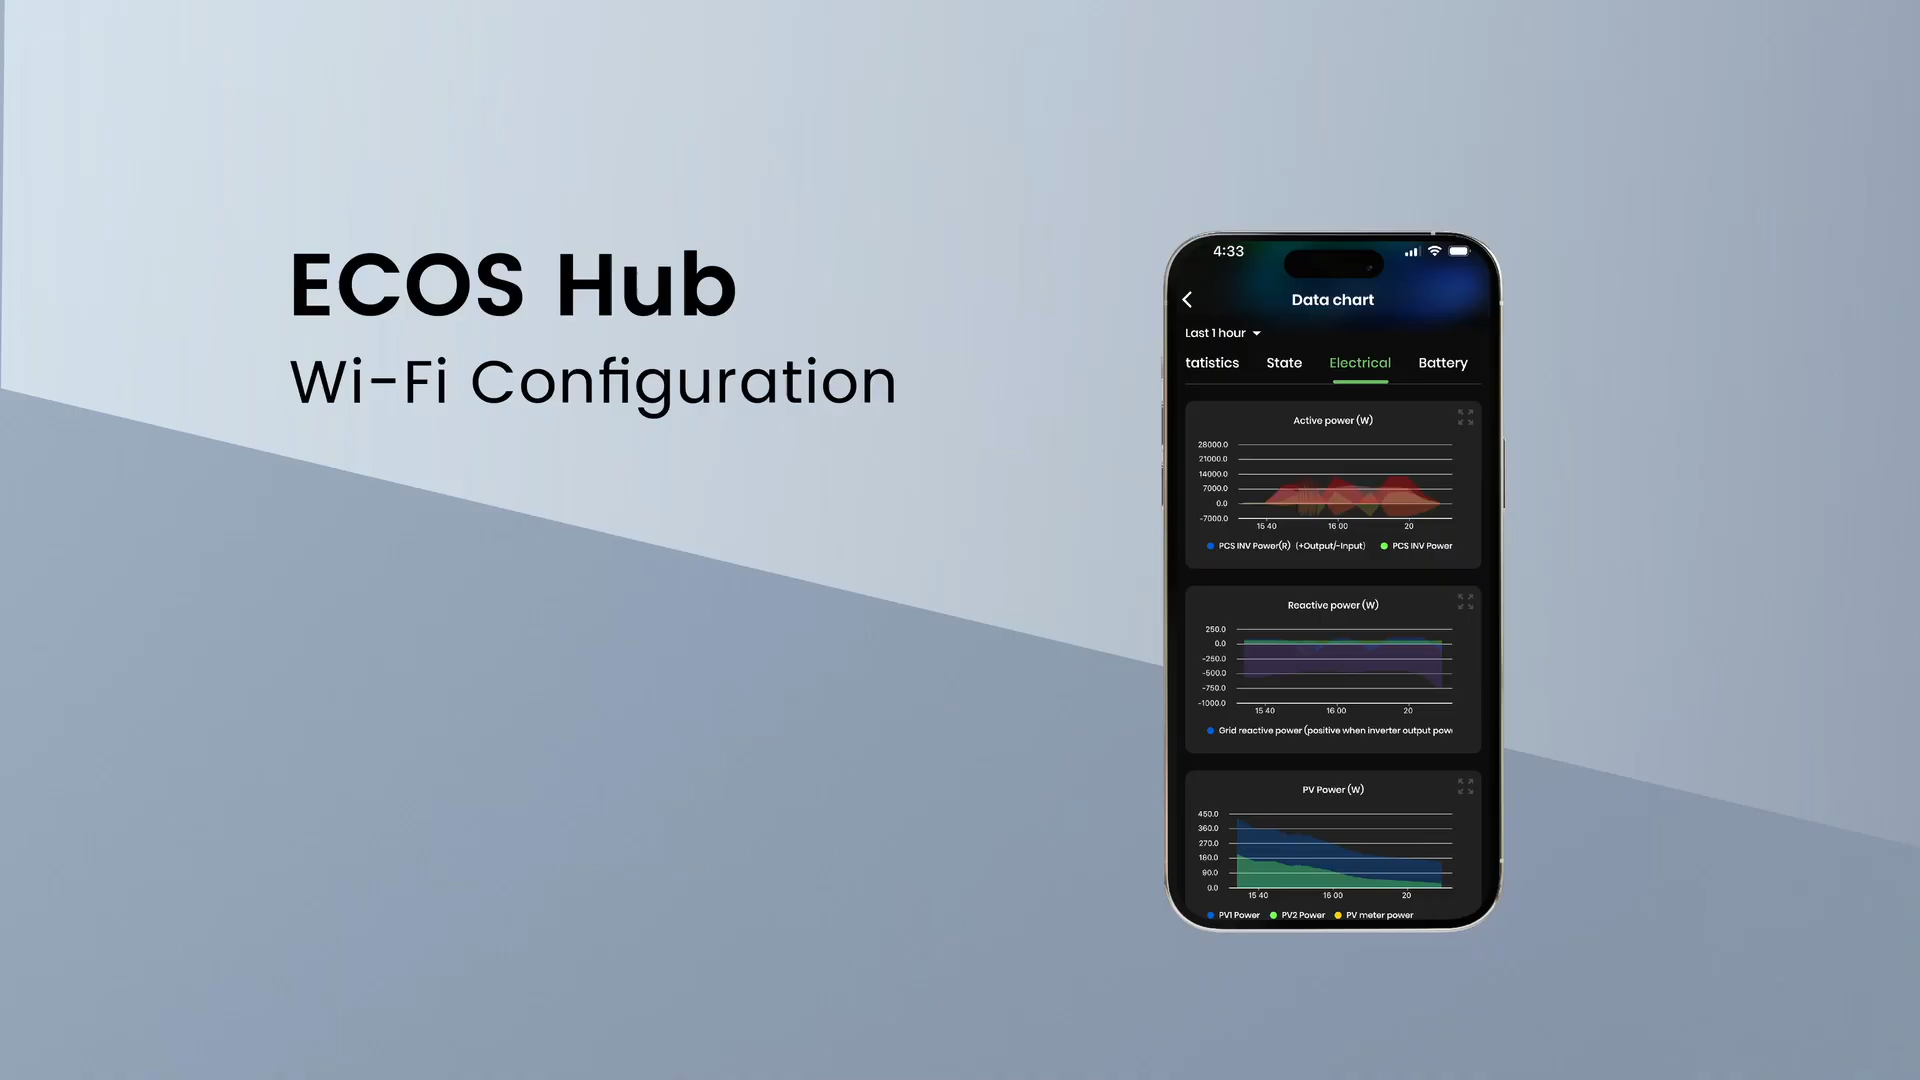 ECOS Hub
Wi-Fi Configuration
4:33
Data chart
Last 1 hour
tatistics State Electrical Battery
Active power (W)
28000.0
21000.0
14000.0
7000.0
0.0
-7000.0
15 40 16 00 20
PCS INV Power(R) (+Output/-Input) PCS INV Power
Reactive power (W)
250.0
0.0
-250.0
-500.0
-750.0
-1000.0
15 40 16 00 20
Grid reactive power (positive when inverter output pow
PV Power (W)
450.0
360.0
270.0
180.0
90.0
0.0
15 40 16 00 20
PV1 Power PV2 Power PV meter power